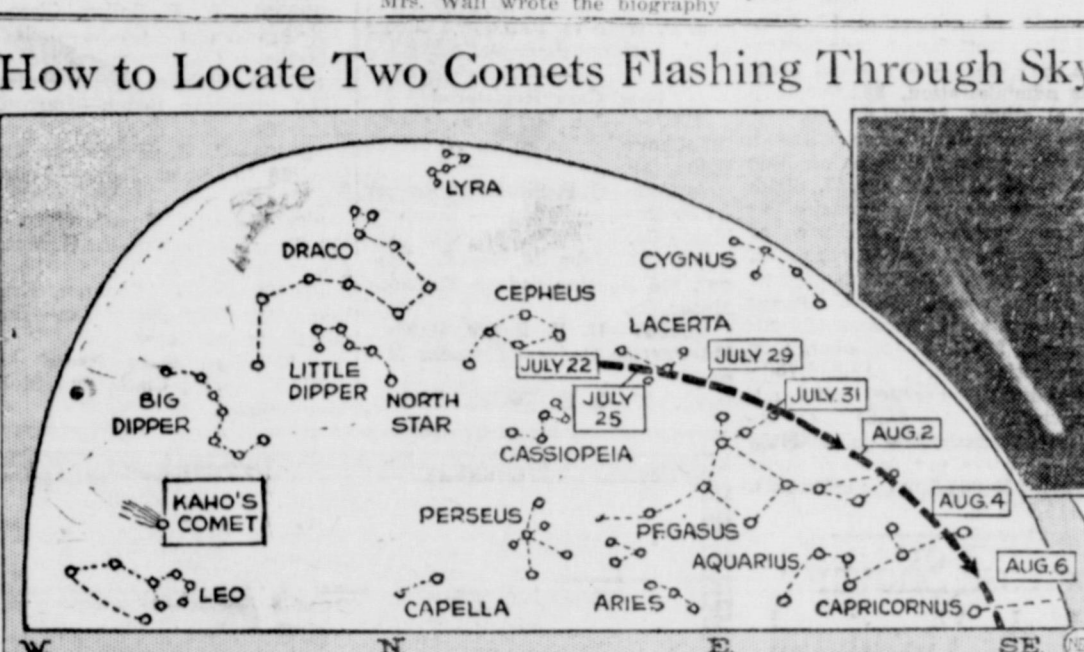 Mrs. Wall wrote the biography
How to Locate Two Comets Flashing Through Sky
LYRA
DRACO
CYGNUS
CEPHEUS
LACERTA
JULY 22
JULY 29
LITTLE
DIPPER
NORTH
STAR
JULY
25
JULY 31
BIG
DIPPER
AUG. 2
CASSIOPEIA
KAHO'S
COMET
PERSEUS
PEGASUS
AUG. 4
AQUARIUS
AUG. 6
LEO
CAPELLA
ARIES
CAPRICORNUS
W
N
E
SE